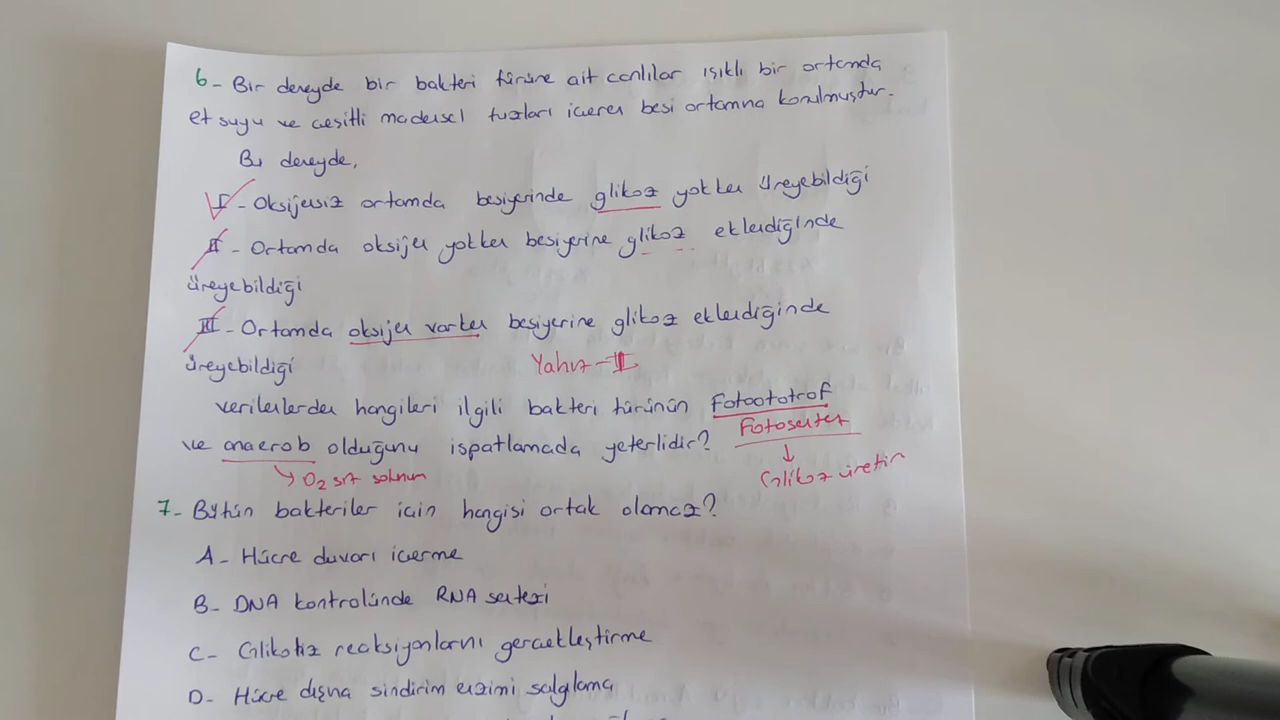 6- Bir deneyde bir bakteri türüne ait canlılar ışıklı bir ortamda
et suyu ve çeşitli madensel tuzları içeren besi ortamına konulmuştur.
Bu deneyde,
I - Oksijensiz ortamda besiyerinde glikoz yokken üreyebildiği
II - Ortamda oksijen yokken besiyerine glikoz eklendiğinde
üreyebildiği
III - Ortamda oksijen varken besiyerine glikoz eklendiğinde
üreyebildiği
Yalnız - I
verilenlerden hangileri ilgili bakteri türünün Fotoototrof
ve anaerob olduğunu ispatlamada yeterlidir?
Fotosentez
↳ O2 siz solunum
↓
Glikoz üretin
7- Bütün bakteriler için hangisi ortak olamaz?
A- Hücre duvarı içerme
B- DNA kontrolünde RNA sentezi
C- Glikoliz reaksiyonlarını gerçekleştirme
D- Hücre dışına sindirim enzimi salgılama